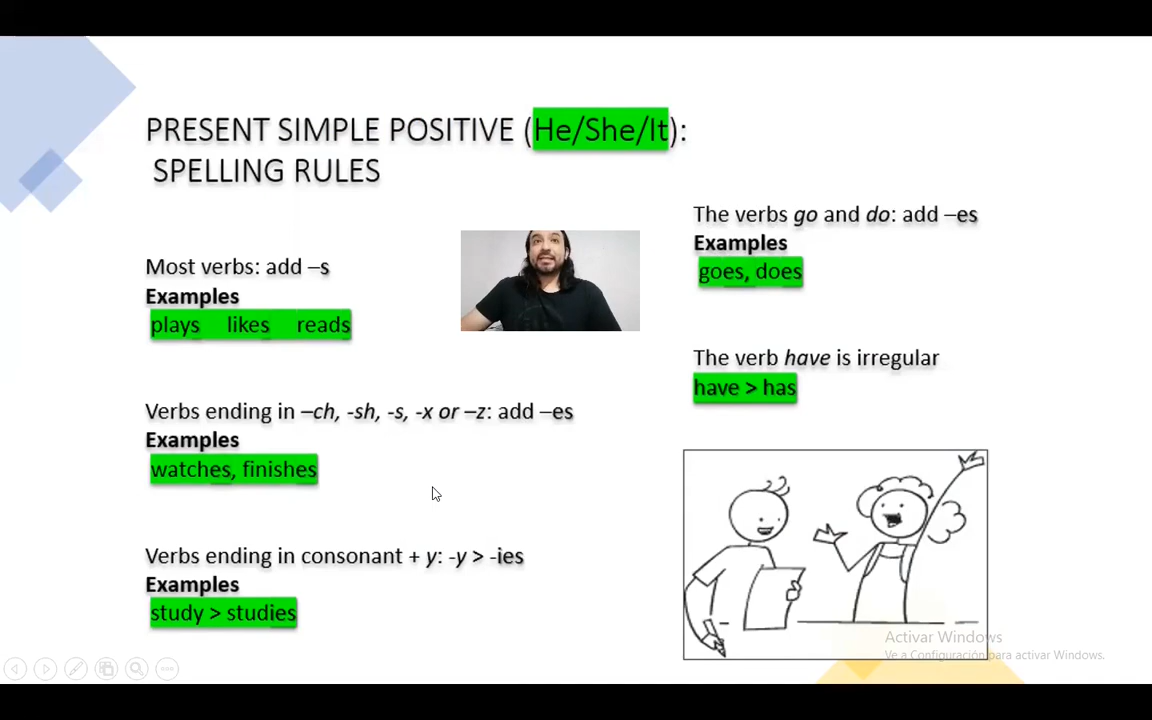 PRESENT SIMPLE POSITIVE (He/She/It):
SPELLING RULES
Most verbs: add –s
Examples
plays likes reads
Verbs ending in –ch, -sh, -s, -x or –z: add –es
Examples
watches, finishes
Verbs ending in consonant + y: -y > -ies
Examples
study > studies
The verbs go and do: add –es
Examples
goes, does
The verb have is irregular
have > has
Activar Windows
Ve a Configuración para activar Windows.